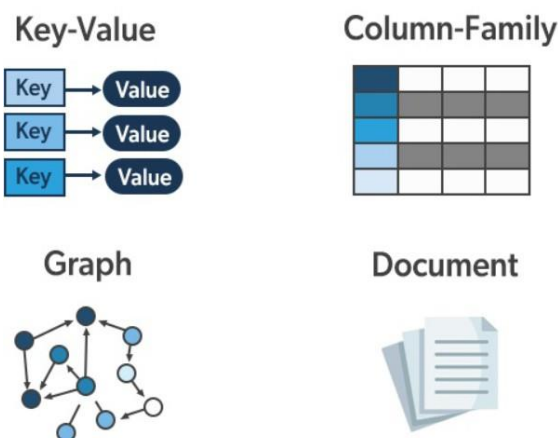 Key-Value
Column-Family
Key Value
Key Value
Key Value
Graph
Document